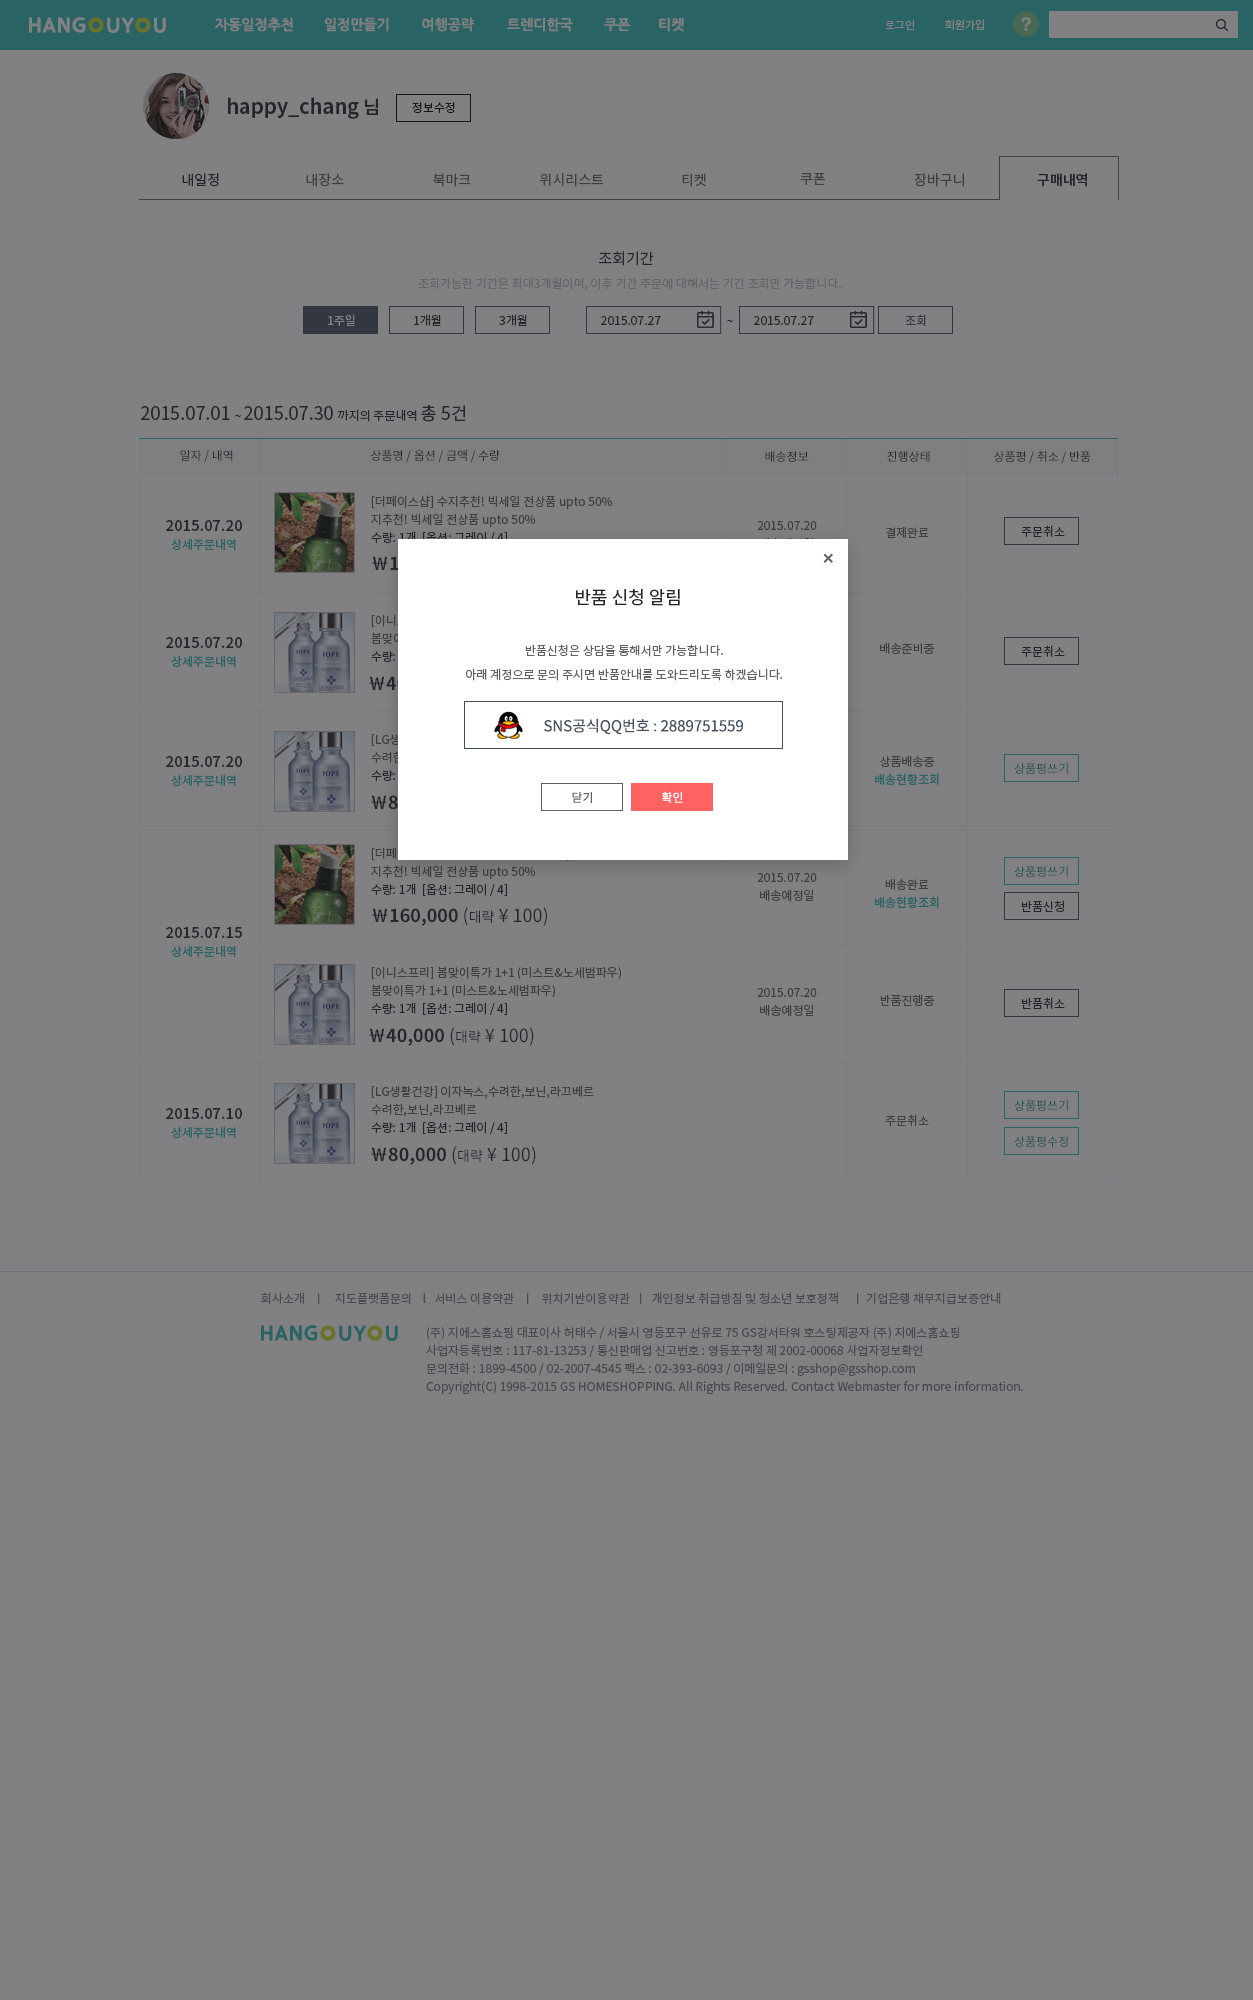 HANGOUYOU 자동일정추천 일정만들기 여행공략 트렌디한국 쿠폰 티켓 로그인 회원가입 ?
happy_chang 님 정보수정
내일정 내장소 북마크 위시리스트 티켓 쿠폰 장바구니 구매내역
조회기간
조회가능한 기간은 최대3개월이며, 이후 기간 주문에 대해서는 기간 조회만 가능합니다.
1주일 1개월 3개월 2015.07.27 ~ 2015.07.27 조회
2015.07.01 ~ 2015.07.30 까지의 주문내역 총 5건
일자 / 내역 상품명 / 옵션 / 금액 / 수량 배송정보 진행상태 상품평 / 취소 / 반품
[더페이스샵] 수지추천! 빅세일 전상품 upto 50%
지추천! 빅세일 전상품 upto 50%
수량: 1개 [옵션: 그레이 / 4]
₩1
2015.07.20
상세주문내역
2015.07.20
결제완료
주문취소
×
반품 신청 알림
반품신청은 상담을 통해서만 가능합니다.
아래 계정으로 문의 주시면 반품안내를 도와드리도록 하겠습니다.
SNS공식QQ번호 : 2889751559
닫기 확인
[이니
봄맞이
수량:
₩4
2015.07.20
상세주문내역
배송준비중
주문취소
[LG생
수려한
수량:
₩8
2015.07.20
상세주문내역
상품배송중
배송현황조회
상품평쓰기
[더페
지추천! 빅세일 전상품 upto 50%
수량: 1개 [옵션: 그레이 / 4]
₩160,000 (대략 ¥ 100)
2015.07.20
배송예정일
배송완료
배송현황조회
상품평쓰기
반품신청
2015.07.15
상세주문내역
[이니스프리] 봄맞이특가 1+1 (미스트&노세범파우)
봄맞이특가 1+1 (미스트&노세범파우)
수량: 1개 [옵션: 그레이 / 4]
₩40,000 (대략 ¥ 100)
2015.07.20
배송예정일
반품진행중
반품취소
IOPE
2015.07.10
상세주문내역
[LG생활건강] 이자녹스,수려한,보닌,라끄베르
수려한,보닌,라끄베르
수량: 1개 [옵션: 그레이 / 4]
₩80,000 (대략 ¥ 100)
주문취소
상품평쓰기
상품평수정
회사소개 | 지도플랫폼문의 l 서비스 이용약관 | 위치기반이용약관 | 개인정보 취급방침 및 청소년 보호정책 | 기업은행 채무지급보증안내
HANGOUYOU
(주) 지에스홈쇼핑 대표이사 허태수 / 서울시 영등포구 선유로 75 GS강서타워 호스팅제공자 (주) 지에스홈쇼핑
사업자등록번호 : 117-81-13253 / 통신판매업 신고번호 : 영등포구청 제 2002-00068 사업자정보확인
문의전화 : 1899-4500 / 02-2007-4545 팩스 : 02-393-6093 / 이메일문의 : gsshop@gsshop.com
Copyright(C) 1998-2015 GS HOMESHOPPING. All Rights Reserved. Contact Webmaster for more information.